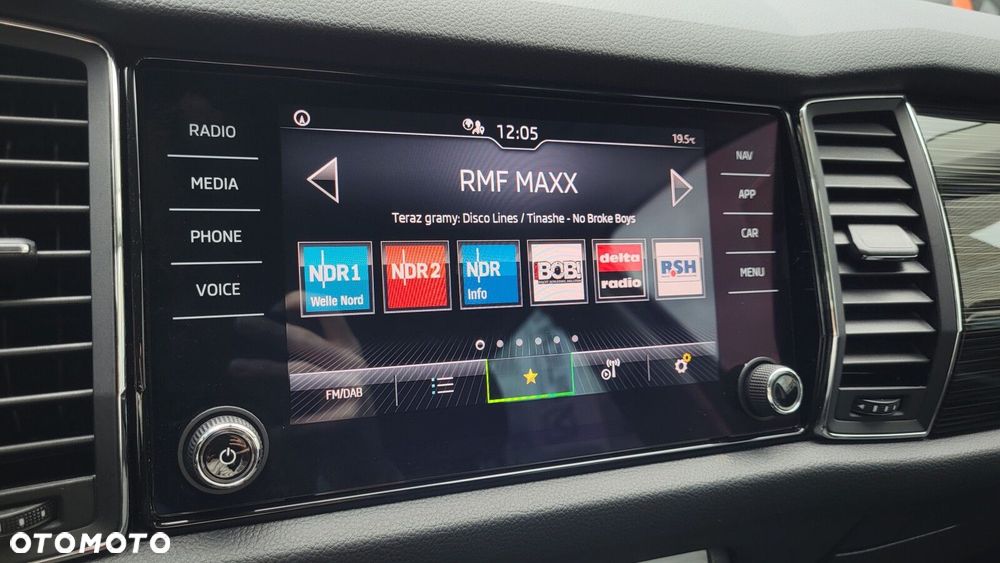 RADIO
MEDIA
PHONE
VOICE
12:05
19.5°C
RMF MAXX
Teraz gramy: Disco Lines / Tinashe - No Broke Boys
NDR 1
Welle Nord
NDR 2
NDR
Info
BOB!
delta
radio
R.SH
FM/DAB
NAV
APP
CAR
MENU
OTOMOTO